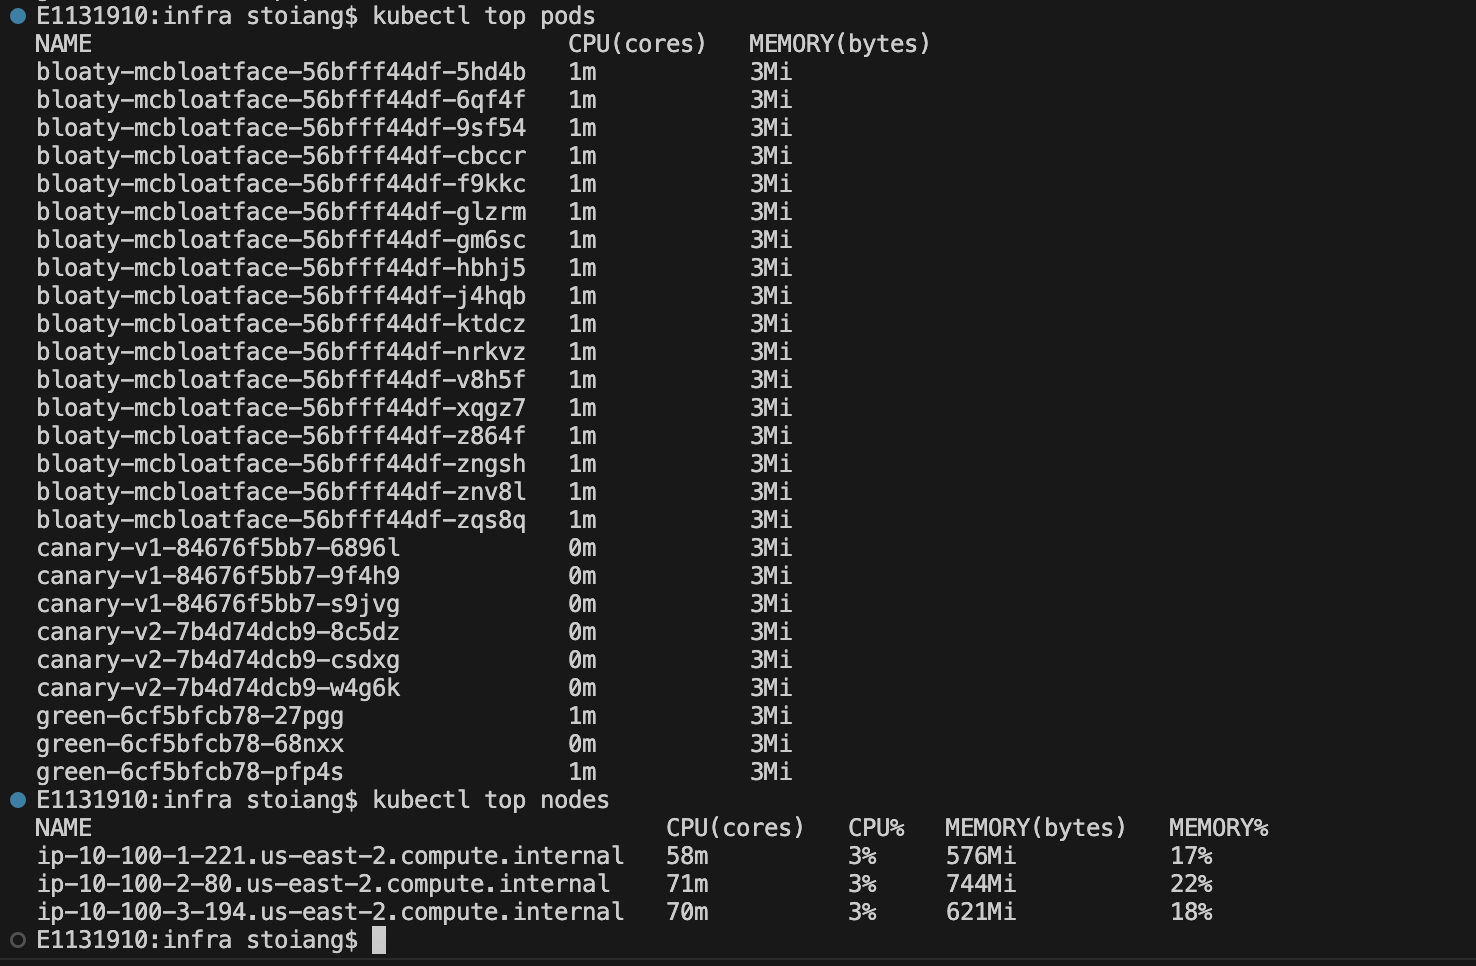 E1131910:infra stoiang$ kubectl top pods
NAME CPU(cores) MEMORY(bytes)
bloaty-mcbloatface-56bfff44df-5hd4b 1m 3Mi
bloaty-mcbloatface-56bfff44df-6qf4f 1m 3Mi
bloaty-mcbloatface-56bfff44df-9sf54 1m 3Mi
bloaty-mcbloatface-56bfff44df-cbccr 1m 3Mi
bloaty-mcbloatface-56bfff44df-f9kkc 1m 3Mi
bloaty-mcbloatface-56bfff44df-glzrm 1m 3Mi
bloaty-mcbloatface-56bfff44df-gm6sc 1m 3Mi
bloaty-mcbloatface-56bfff44df-hbhj5 1m 3Mi
bloaty-mcbloatface-56bfff44df-j4hqb 1m 3Mi
bloaty-mcbloatface-56bfff44df-ktdcz 1m 3Mi
bloaty-mcbloatface-56bfff44df-nrkvz 1m 3Mi
bloaty-mcbloatface-56bfff44df-v8h5f 1m 3Mi
bloaty-mcbloatface-56bfff44df-xqgz7 1m 3Mi
bloaty-mcbloatface-56bfff44df-z864f 1m 3Mi
bloaty-mcbloatface-56bfff44df-zngsh 1m 3Mi
bloaty-mcbloatface-56bfff44df-znv8l 1m 3Mi
bloaty-mcbloatface-56bfff44df-zqs8q 1m 3Mi
canary-v1-84676f5bb7-6896l 0m 3Mi
canary-v1-84676f5bb7-9f4h9 0m 3Mi
canary-v1-84676f5bb7-s9jvg 0m 3Mi
canary-v2-7b4d74dcb9-8c5dz 0m 3Mi
canary-v2-7b4d74dcb9-csdxg 0m 3Mi
canary-v2-7b4d74dcb9-w4g6k 0m 3Mi
green-6cf5bfcb78-27pgg 1m 3Mi
green-6cf5bfcb78-68nxx 0m 3Mi
green-6cf5bfcb78-pfp4s 1m 3Mi
E1131910:infra stoiang$ kubectl top nodes
NAME CPU(cores) CPU% MEMORY(bytes) MEMORY%
ip-10-100-1-221.us-east-2.compute.internal 58m 3% 576Mi 17%
ip-10-100-2-80.us-east-2.compute.internal 71m 3% 744Mi 22%
ip-10-100-3-194.us-east-2.compute.internal 70m 3% 621Mi 18%
E1131910:infra stoiang$